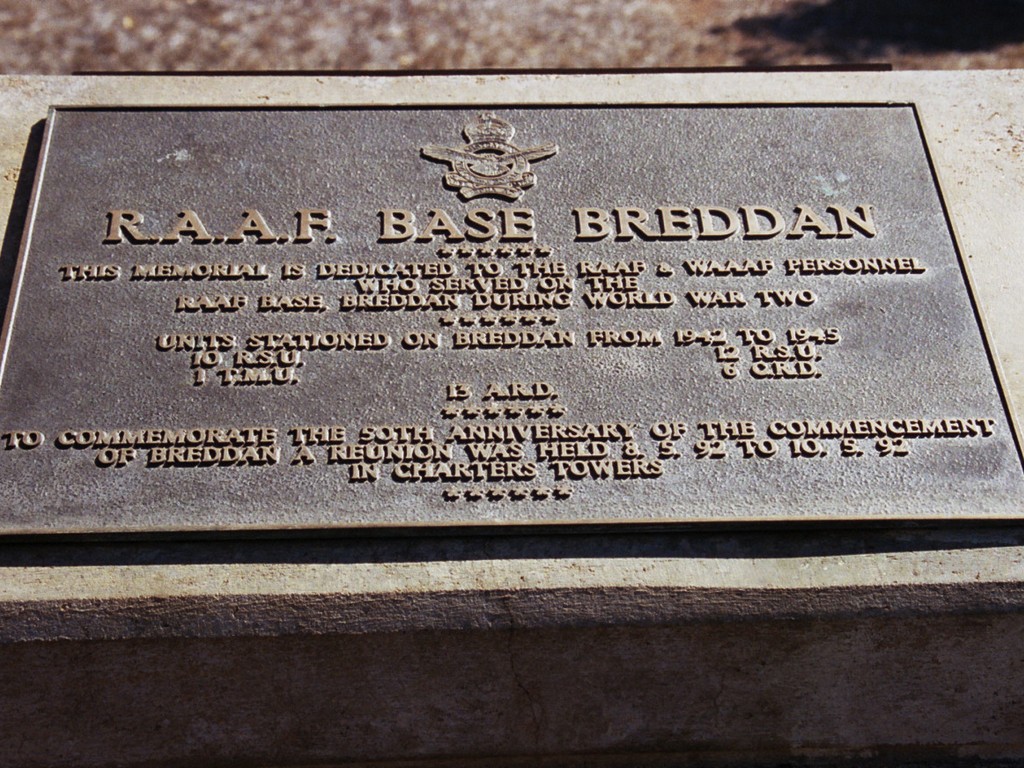 R.A.A.F. BASE BREDDAN
******
THIS MEMORIAL IS DEDICATED TO THE RAAF & WAAAF PERSONNEL
WHO SERVED ON THE
RAAF BASE, BREDDAN DURING WORLD WAR TWO
******
UNITS STATIONED ON BREDDAN FROM 1942 TO 1945
10 R.S.U. 12 R.S.U.
1 T.M.U. 6 C.R.D.
13 A.R.D.
******
TO COMMEMORATE THE 50TH ANNIVERSARY OF THE COMMENCEMENT
OF BREDDAN A REUNION WAS HELD 8. 5. 92 TO 10. 5. 92
IN CHARTERS TOWERS
******